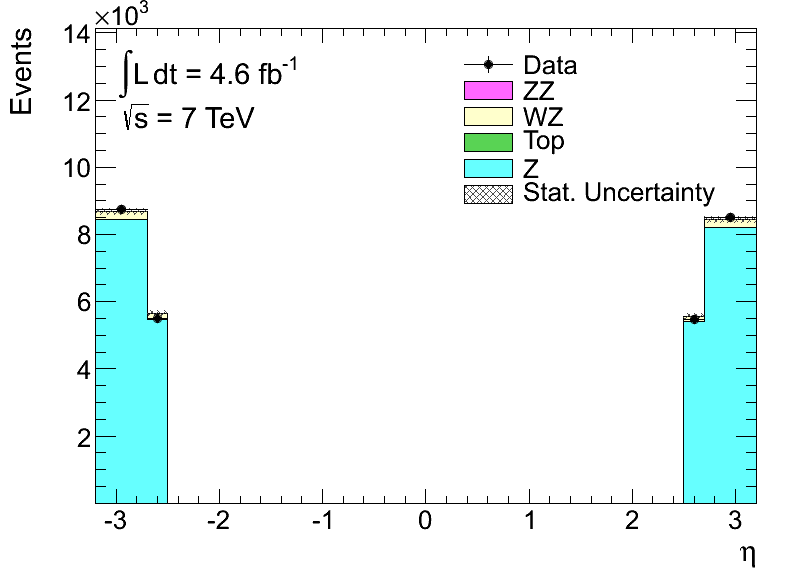 ×10³
Events
14
12
10
8
6
4
2
∫L dt = 4.6 fb⁻¹
√s = 7 TeV
Data
ZZ
WZ
Top
Z
Stat. Uncertainty
-3 -2 -1 0 1 2 3
η